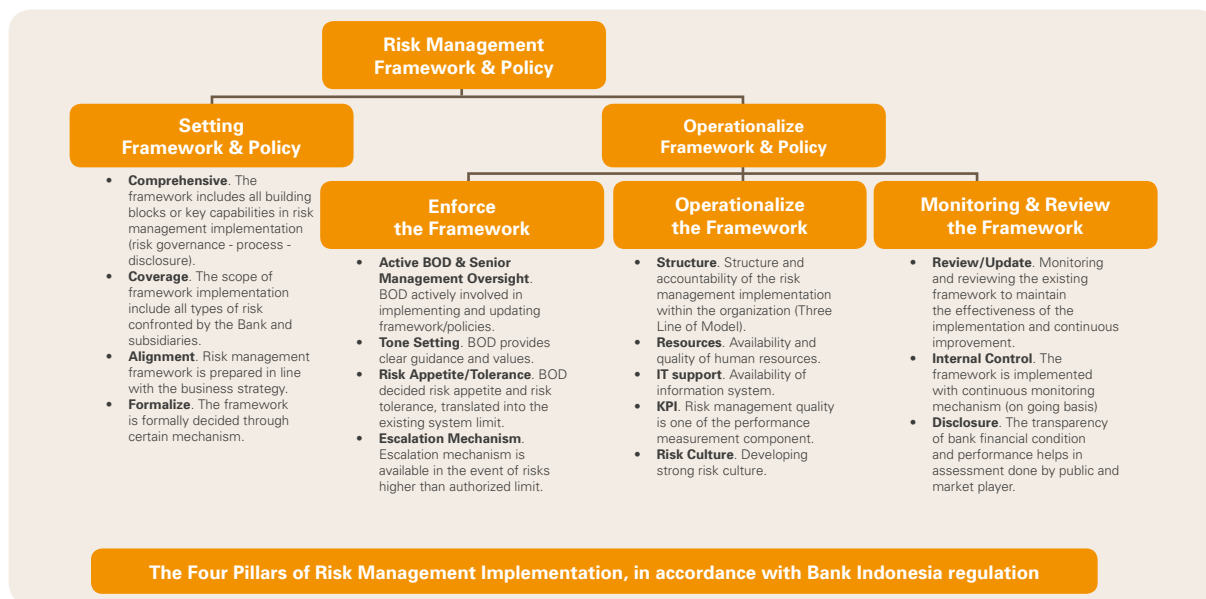 Risk Management
Framework & Policy
Setting
Framework & Policy
• Comprehensive. The
framework includes all building
blocks or key capabilities in risk
management implementation
(risk governance - process -
disclosure).
• Coverage. The scope of
framework implementation
include all types of risk
confronted by the Bank and
subsidiaries.
• Alignment. Risk management
framework is prepared in line
with the business strategy.
• Formalize. The framework
is formally decided through
certain mechanism.
Operationalize
Framework & Policy
Enforce
the Framework
• Active BOD & Senior
Management Oversight.
BOD actively involved in
implementing and updating
framework/policies.
• Tone Setting. BOD provides
clear guidance and values.
• Risk Appetite/Tolerance. BOD
decided risk appetite and risk
tolerance, translated into the
existing system limit.
• Escalation Mechanism.
Escalation mechanism is
available in the event of risks
higher than authorized limit.
Operationalize
the Framework
• Structure. Structure and
accountability of the risk
management implementation
within the organization (Three
Line of Model).
• Resources. Availability and
quality of human resources.
• IT support. Availability of
information system.
• KPI. Risk management quality
is one of the performance
measurement component.
• Risk Culture. Developing
strong risk culture.
Monitoring & Review
the Framework
• Review/Update. Monitoring
and reviewing the existing
framework to maintain
the effectiveness of the
implementation and continuous
improvement.
• Internal Control. The
framework is implemented
with continuous monitoring
mechanism (on going basis)
• Disclosure. The transparency
of bank financial condition
and performance helps in
assessment done by public and
market player.
The Four Pillars of Risk Management Implementation, in accordance with Bank Indonesia regulation